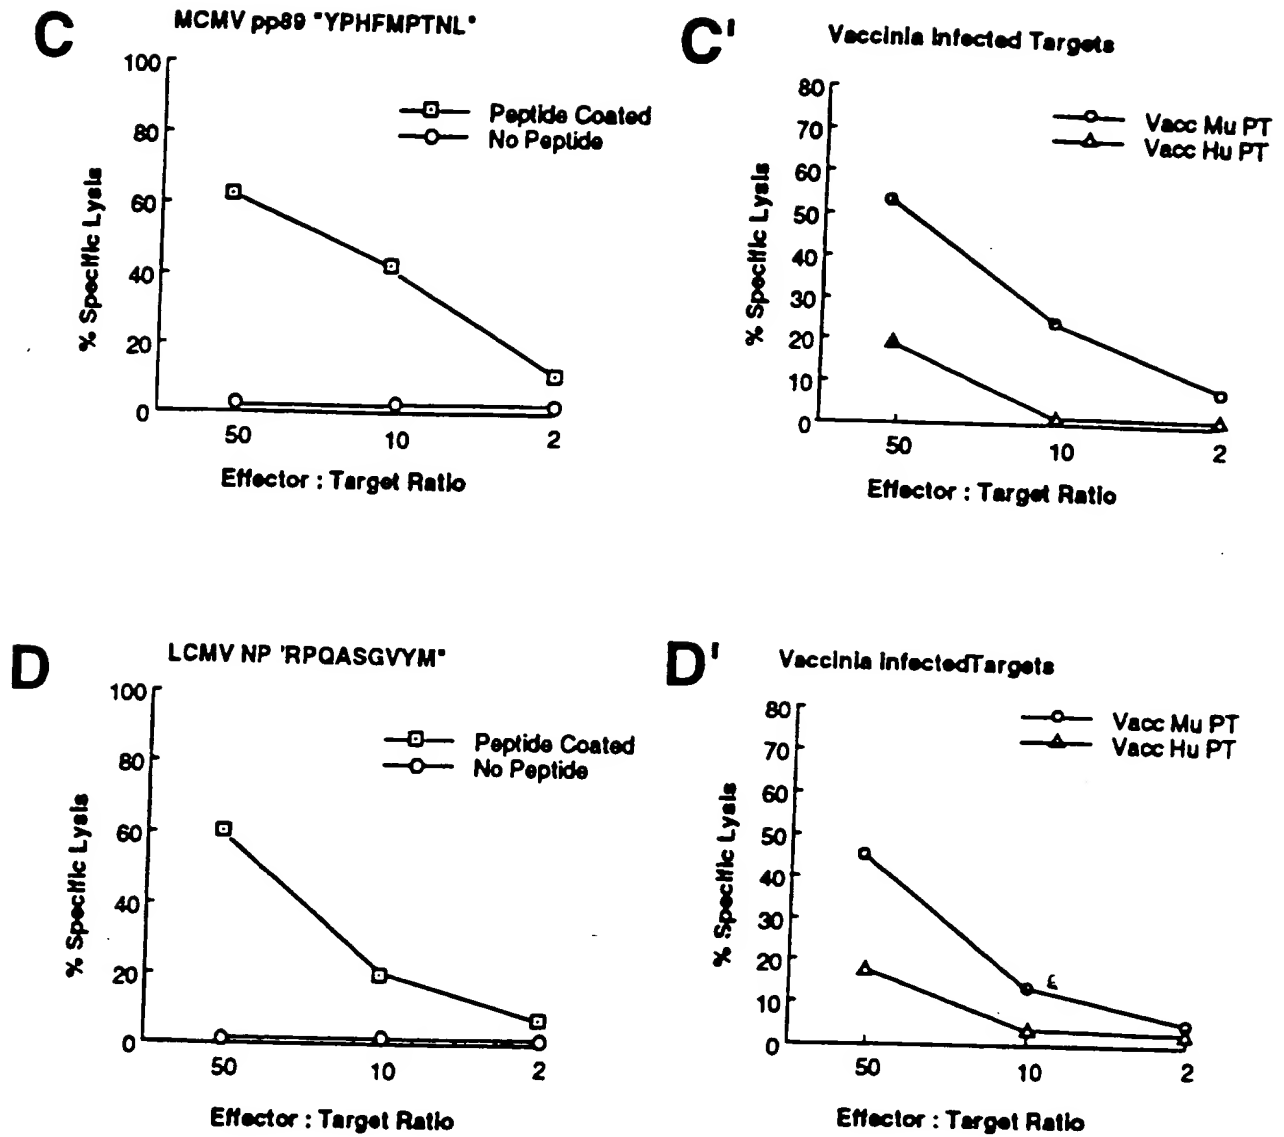 C
MCMV pp89 "YPHFMPTNL"
100
80
60
40
20
0
% Specific Lysis
Peptide Coated
No Peptide
50 10 2
Effector : Target Ratio
C'
Vaccinia Infected Targets
80
70
60
50
40
30
20
10
0
% Specific Lysis
Vacc Mu PT
Vacc Hu PT
50 10 2
Effector : Target Ratio
D
LCMV NP 'RPQASGVYM"
100
80
60
40
20
0
% Specific Lysis
Peptide Coated
No Peptide
50 10 2
Effector : Target Ratio
D'
Vaccinia infectedTargets
80
70
60
50
40
30
20
10
0
% Specific Lysis
Vacc Mu PT
Vacc Hu PT
50 10 2
Effector : Target Ratio